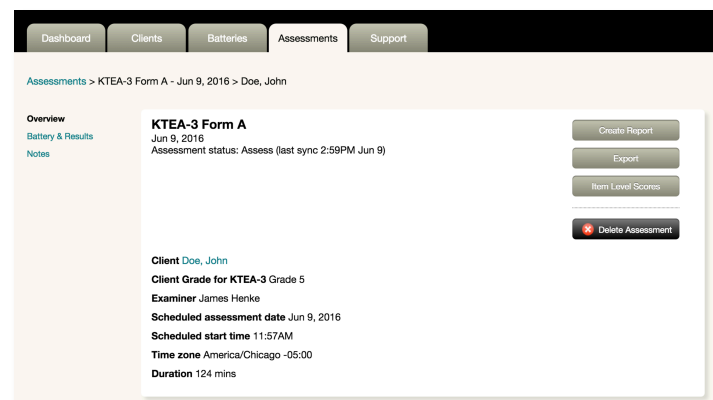 Dashboard Clients Batteries Assessments Support
Assessments > KTEA-3 Form A - Jun 9, 2016 > Doe, John
Overview
Battery & Results
Notes
KTEA-3 Form A
Jun 9, 2016
Assessment status: Assess (last sync 2:59PM Jun 9)
Create Report
Export
Item Level Scores
Delete Assessment
Client Doe, John
Client Grade for KTEA-3 Grade 5
Examiner James Henke
Scheduled assessment date Jun 9, 2016
Scheduled start time 11:57AM
Time zone America/Chicago -05:00
Duration 124 mins